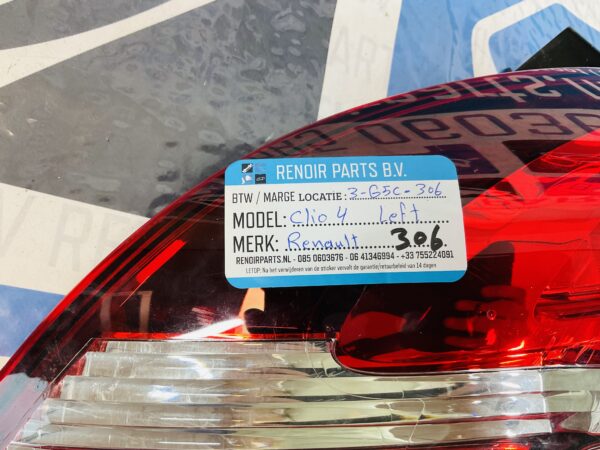 RENOIR PARTS B.V.
BTW / MARGE LOCATIE: 3-G5C-306
MODEL: Clio 4 Left
MERK: Renault 306
RENOIRPARTS.NL - 085 0603676 - 06 41346994 - +33 755224091
LETOP: Na het verwijderen van de sticker vervalt de garantie/retourbeleid van 14 dagen